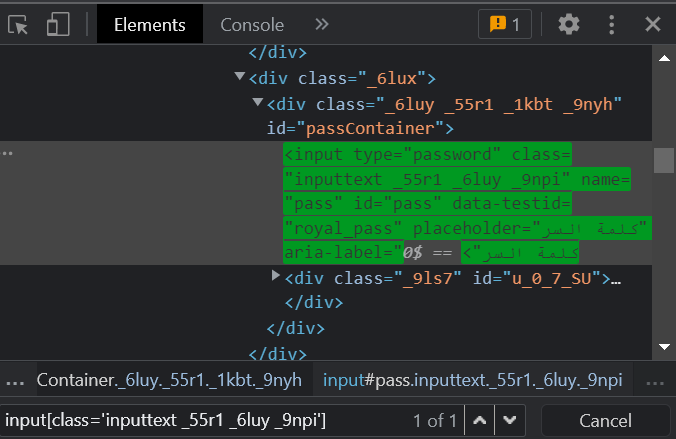 Elements Console 1
</div>
<div class="_6lux">
<div class="_6luy _55r1 _1kbt _9nyh"
id="passContainer">
<input type="password" class=
"inputtext _55r1 _6luy _9npi" name=
"pass" id="pass" data-testid=
"royal_pass" placeholder="كلمة السر"
aria-label="كلمة السر"> == $0
<div class="_9ls7" id="u_0_7_SU">…
</div>
</div>
</div>
... Container._6luy._55r1._1kbt._9nyh input#pass.inputtext._55r1._6luy._9npi ...
input[class='inputtext _55r1 _6luy _9npi'] 1 of 1 Cancel